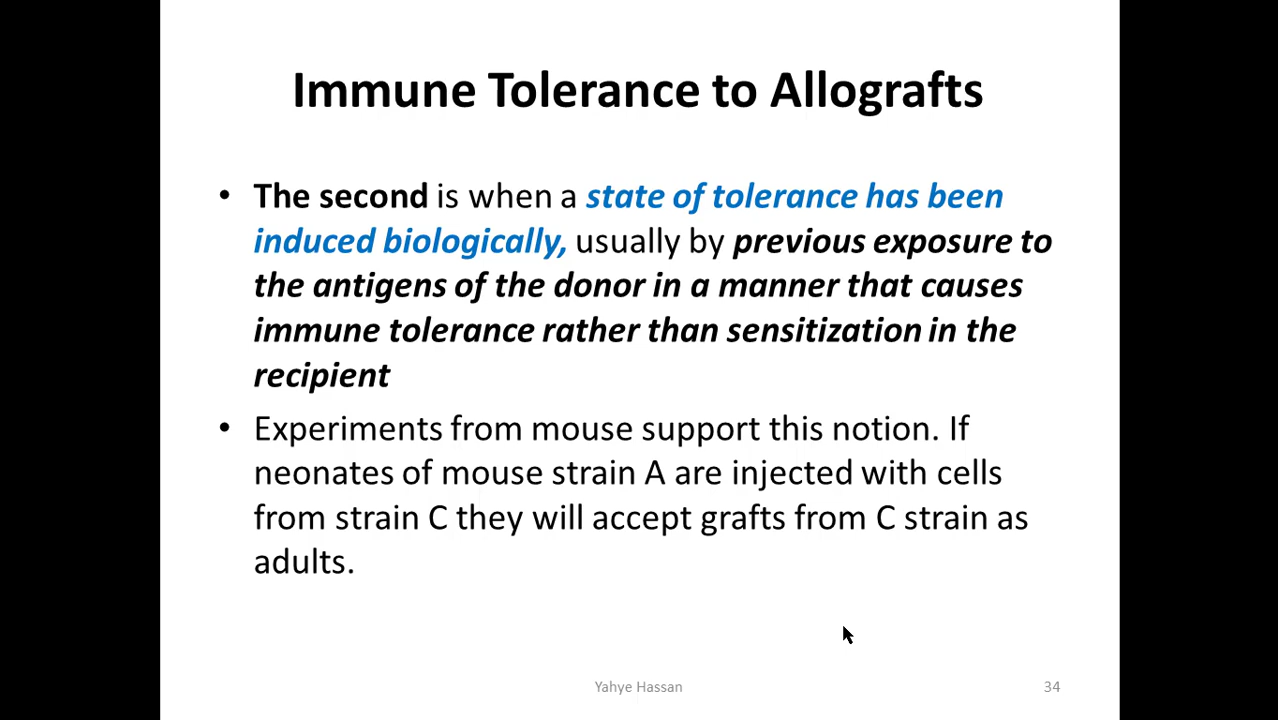 Immune Tolerance to Allografts
• The second is when a state of tolerance has been
induced biologically, usually by previous exposure to
the antigens of the donor in a manner that causes
immune tolerance rather than sensitization in the
recipient
• Experiments from mouse support this notion. If
neonates of mouse strain A are injected with cells
from strain C they will accept grafts from C strain as
adults.
Yahye Hassan
34